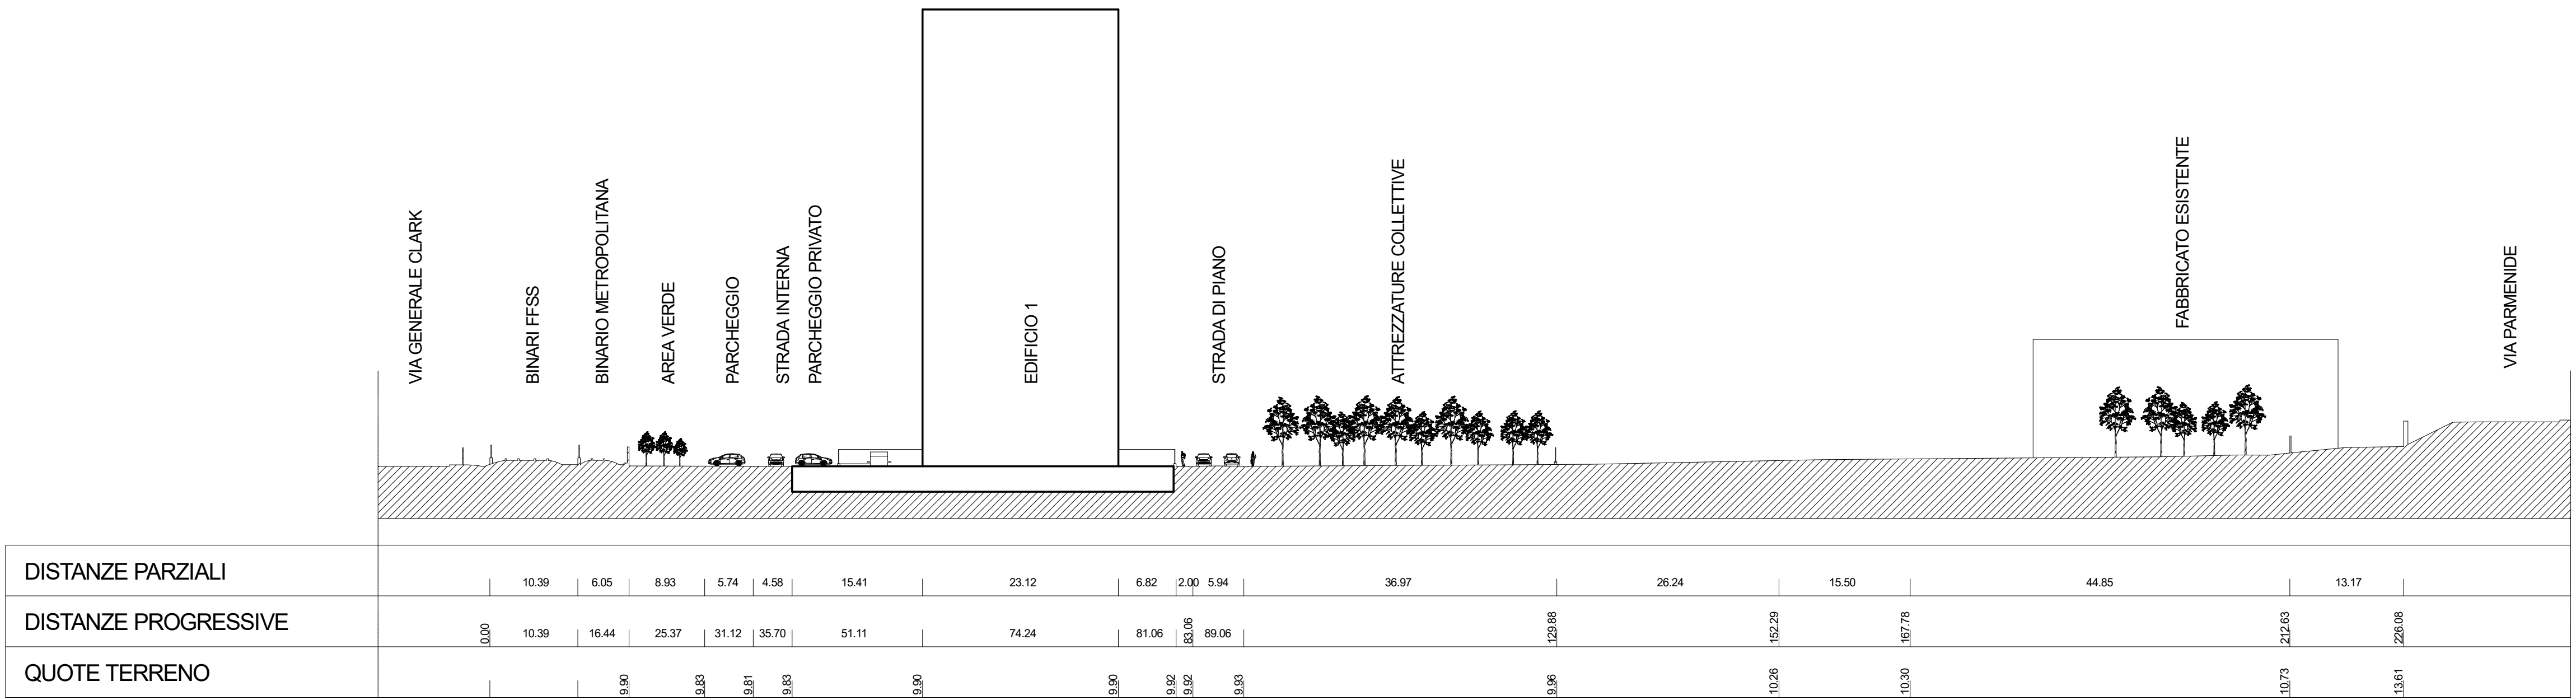 VIA GENERALE CLARK
BINARI FFSS
BINARIO METROPOLITANA
AREA VERDE
PARCHEGGIO
STRADA INTERNA
PARCHEGGIO PRIVATO
EDIFICIO 1
STRADA DI PIANO
ATTREZZATURE COLLETTIVE
FABBRICATO ESISTENTE
VIA PARMENIDE
DISTANZE PARZIALI 10.39 6.05 8.93 5.74 4.58 15.41 23.12 6.82 2.00 5.94 36.97 26.24 15.50 44.85 13.17
DISTANZE PROGRESSIVE 0.00 10.39 16.44 25.37 31.12 35.70 51.11 74.24 81.06 83.06 89.06 129.88 152.29 167.78 212.63 226.08
QUOTE TERRENO 9.90 9.83 9.81 9.83 9.90 9.90 9.92 9.92 9.93 9.96 10.26 10.30 10.73 13.61